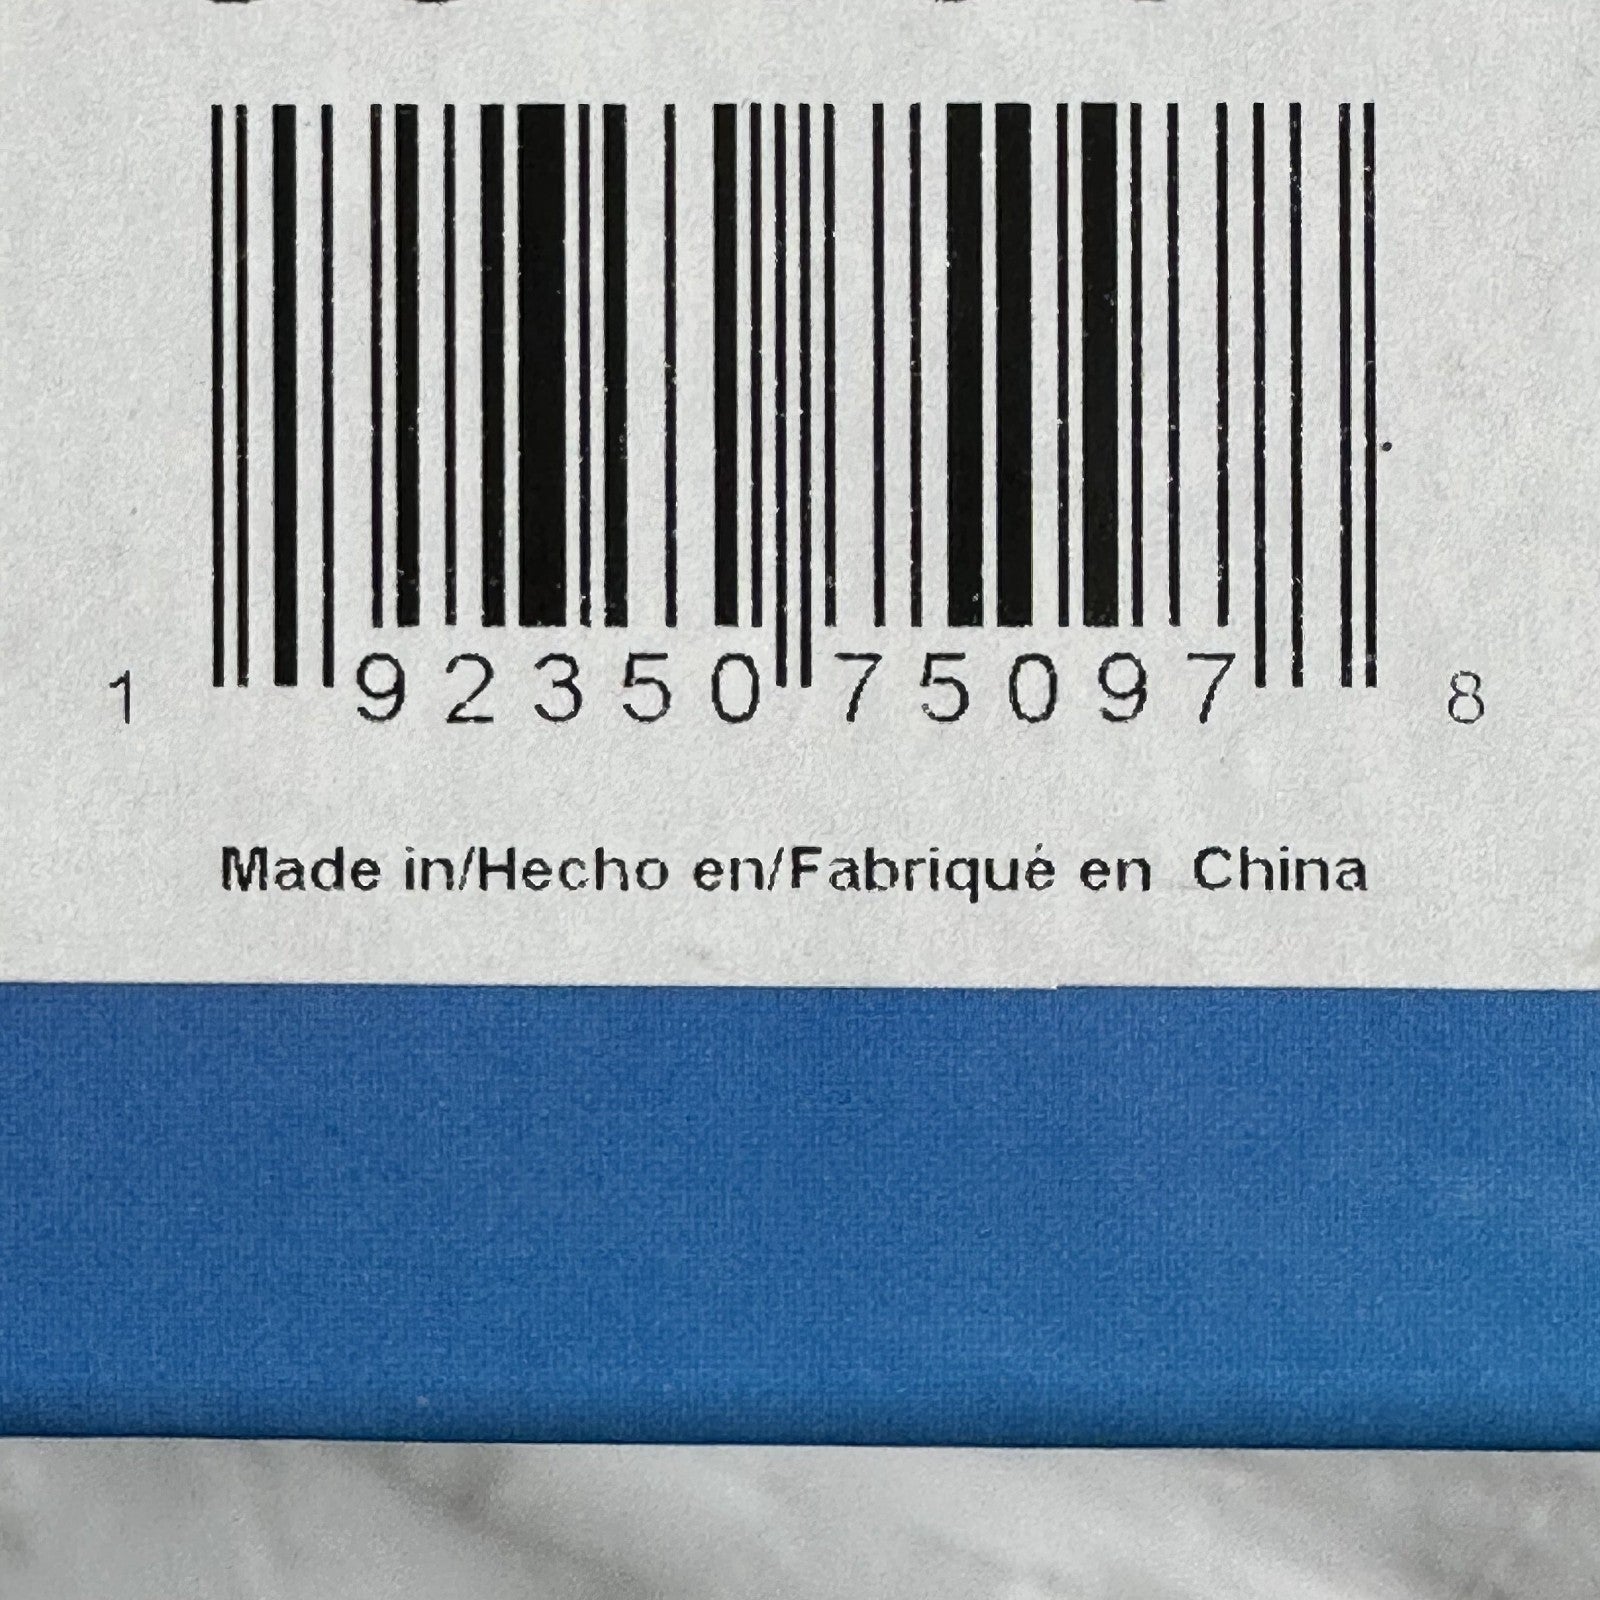 1 92350 75097 8
Made in/Hecho en/Fabriqué en China